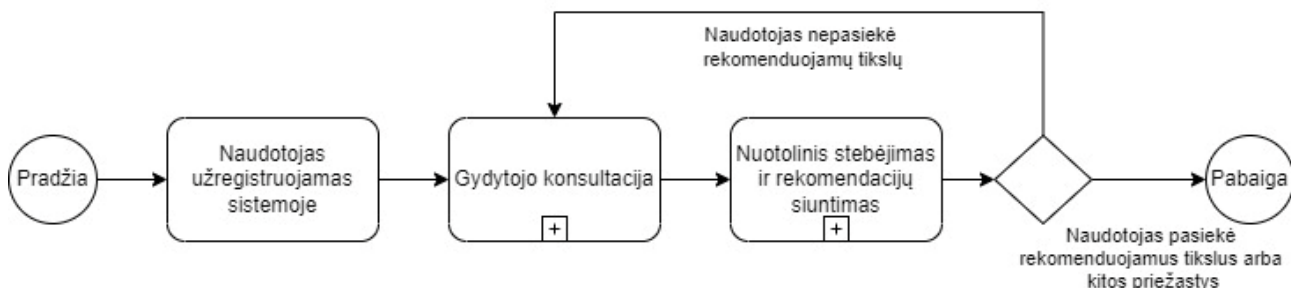 Naudotojas nepasiekė
rekomenduojamų tikslų
Pradžia
Naudotojas
užregistruojamas
sistemoje
Gydytojo konsultacija
+
Nuotolinis stebėjimas
ir rekomendacijų
siuntimas
+
Pabaiga
Naudotojas pasiekė
rekomenduojamus tikslus arba
kitos priežastys